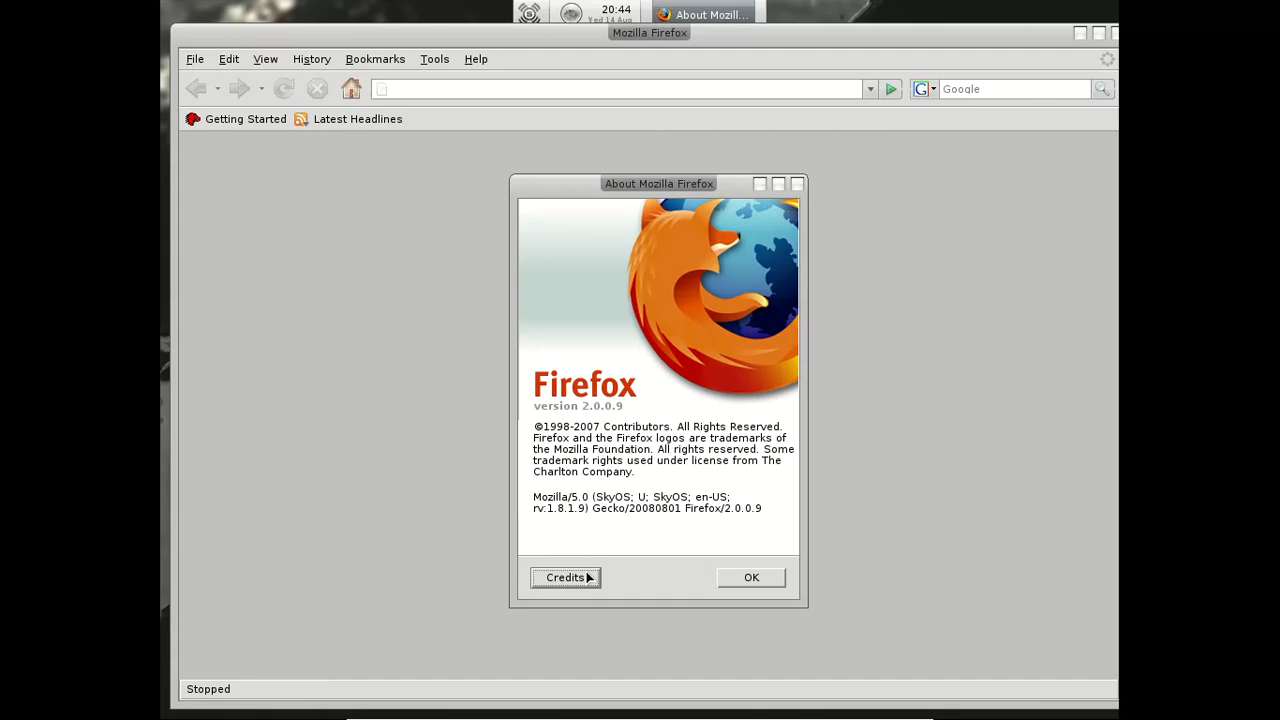 20:44
Wed 14 Aug
About Mozill...
Mozilla Firefox
File Edit View History Bookmarks Tools Help
G Google
Getting Started Latest Headlines
About Mozilla Firefox
Firefox
version 2.0.0.9
©1998-2007 Contributors. All Rights Reserved.
Firefox and the Firefox logos are trademarks of
the Mozilla Foundation. All rights reserved. Some
trademark rights used under license from The
Charlton Company.
Mozilla/5.0 (SkyOS; U; SkyOS; en-US;
rv:1.8.1.9) Gecko/20080801 Firefox/2.0.0.9
Credits OK
Stopped